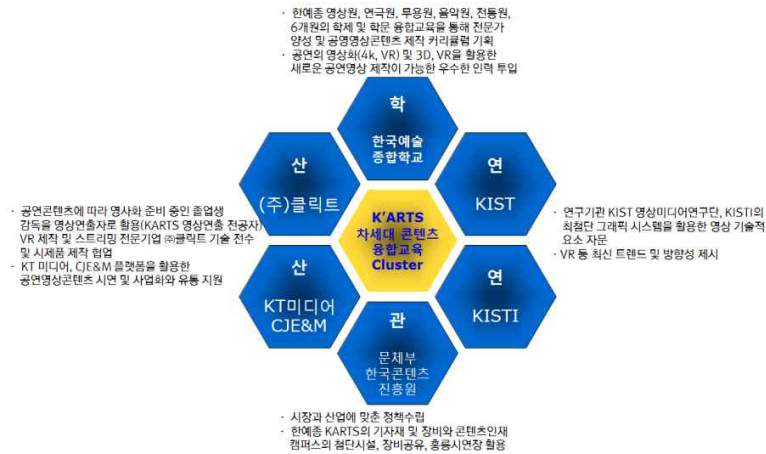 · 한예종 영상원, 연극원, 무용원, 음악원, 전통원,
6개원의 학제 및 학문 융합교육을 통해 전문가
양성 및 공영영상콘텐츠 제작 커리큘럼 기획
· 공연의 영상화(4k, VR) 및 3D, VR을 활용한
새로운 공연영상 제작이 가능한 우수한 인력 투입
학
한국예술
종합학교
산
(주)클릭트
연
KIST
K'ARTS
차세대 콘텐츠
융합교육
Cluster
· 공연콘텐츠에 따라 영사화 준비 중인 졸업생
감독을 영상연출자로 활용(KARTS 영상연출 전공자)
VR 제작 및 스트리밍 전문기업 ㈜클릭트 기술 전수
및 시제품 제작 협업
· KT 미디어, CJE&M 플랫폼을 활용한
공연영상콘텐츠 시연 및 사업화와 유통 지원
· 연구기관 KIST 영상미디어연구단, KISTI의
최첨단 그래픽 시스템을 활용한 영상 기술적
요소 자문
· VR 등 최신 트렌드 및 방향성 제시
산
KT미디어
CJE&M
연
KISTI
관
문체부
한국콘텐츠
진흥원
· 시장과 산업에 맞춘 정책수립
· 한예종 KARTS의 기자재 및 장비와 콘텐츠인재
캠퍼스의 첨단시설, 장비공유, 홍릉시연장 활용